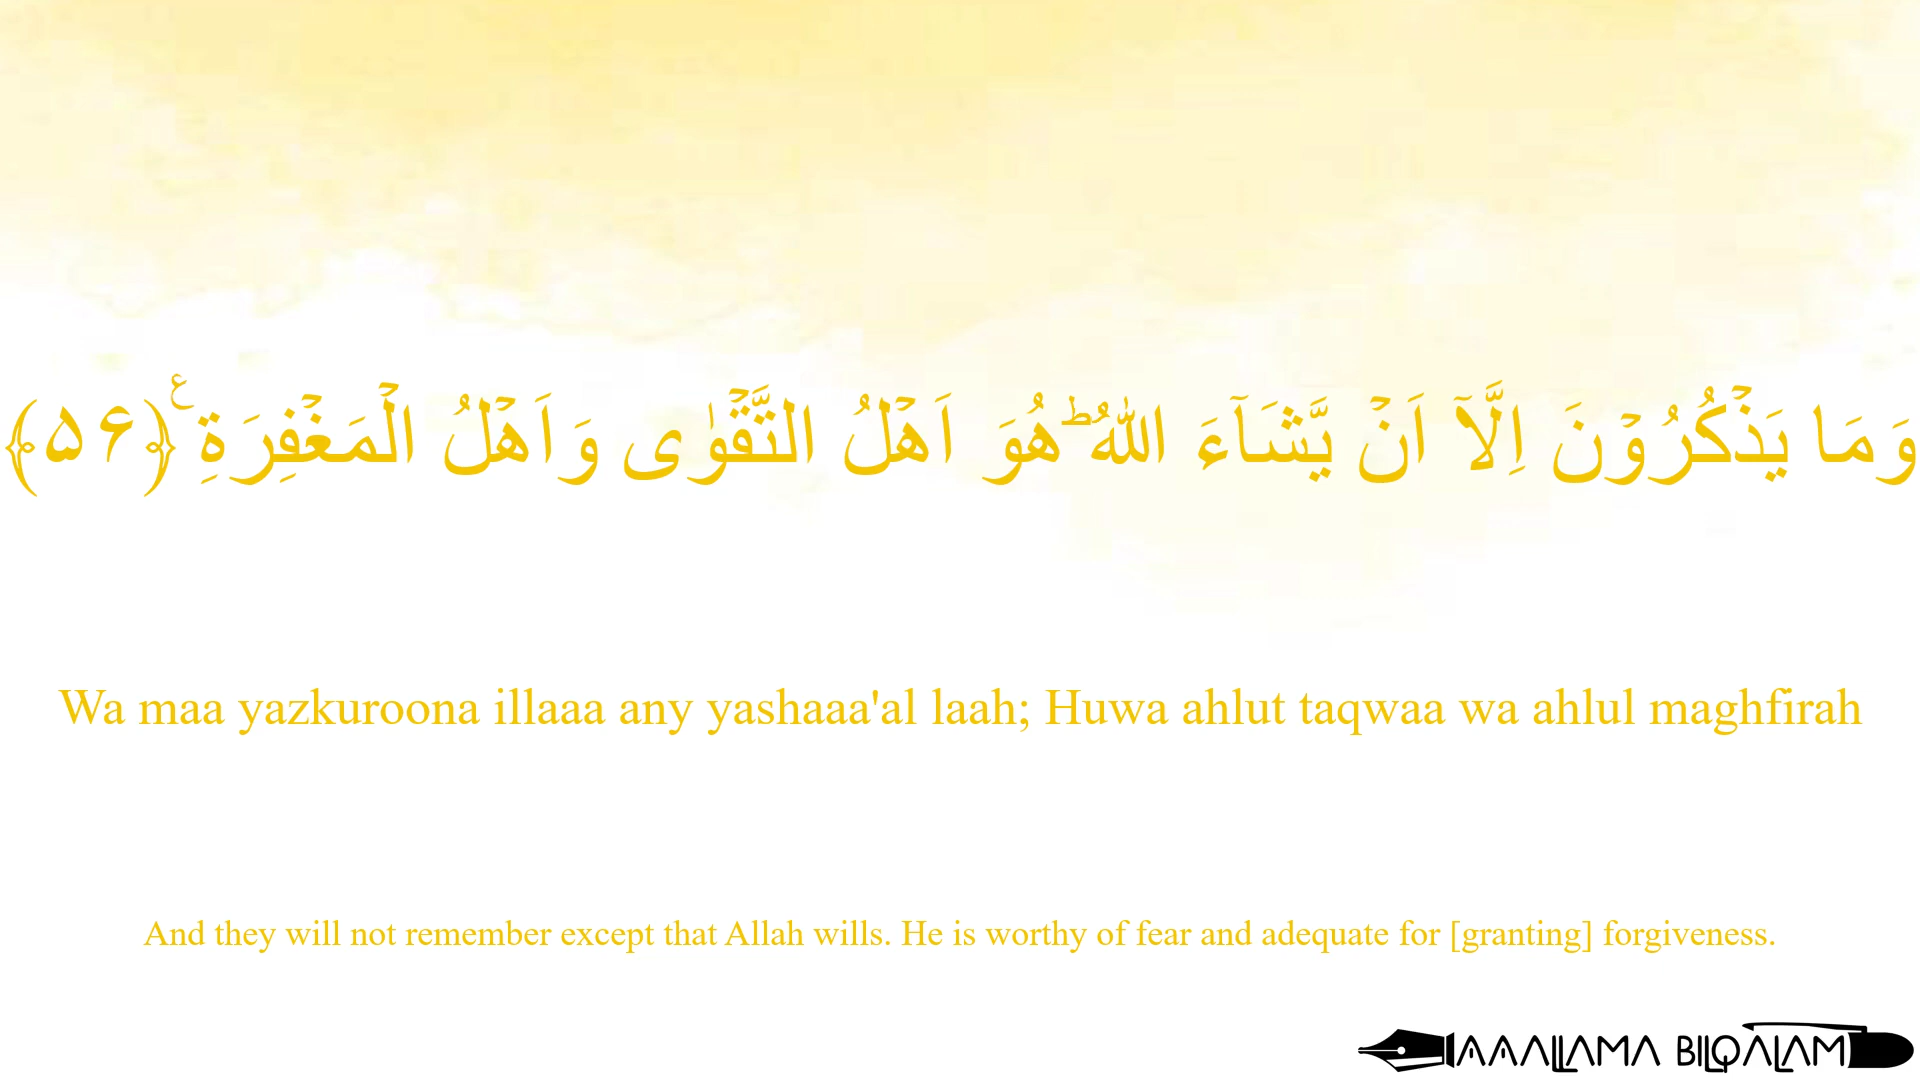 وَمَا يَذۡكُرُوۡنَ اِلَّاۤ اَنۡ يَّشَآءَ اللّٰهُ‌ؕ هُوَ اَهۡلُ التَّقۡوٰى وَاَهۡلُ الۡمَغۡفِرَةِ ۚ﴿۵۶﴾
Wa maa yazkuroona illaaa any yashaaa'al laah; Huwa ahlut taqwaa wa ahlul maghfirah
And they will not remember except that Allah wills. He is worthy of fear and adequate for [granting] forgiveness.
AAALLAMA BILQALAM